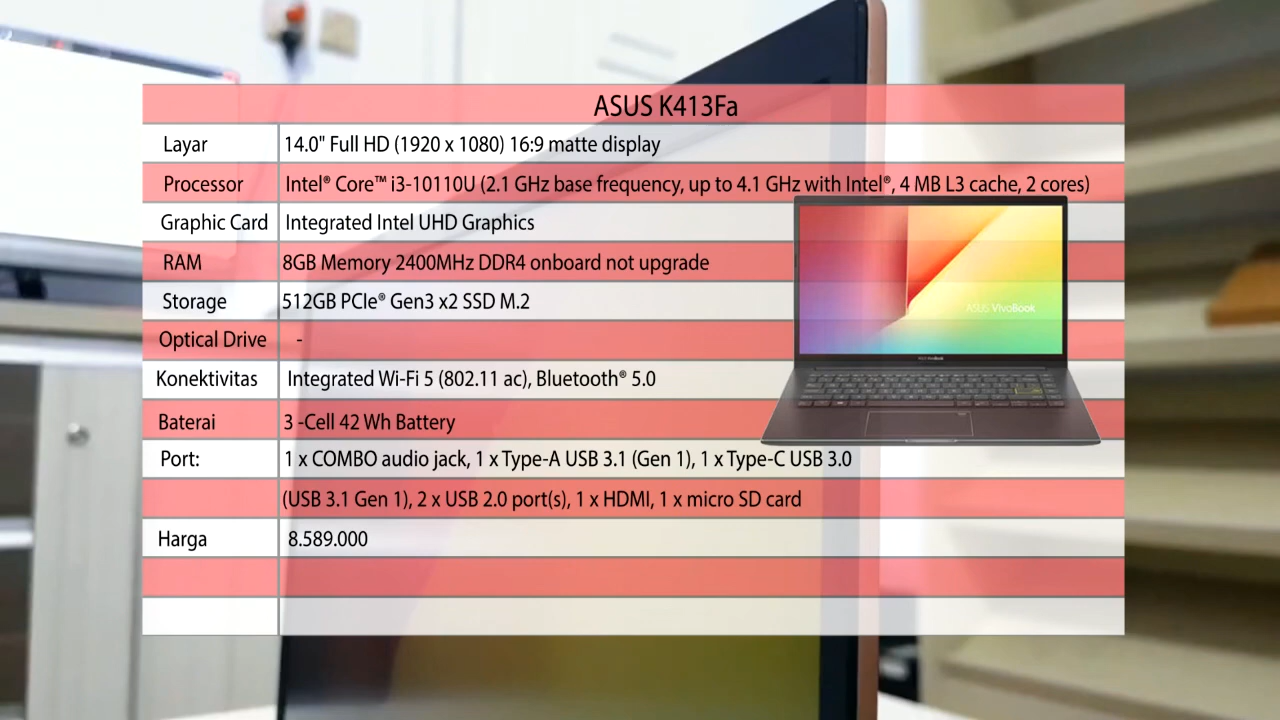 ASUS K413Fa
Layar 14.0" Full HD (1920 x 1080) 16:9 matte display
Processor Intel® Core™ i3-10110U (2.1 GHz base frequency, up to 4.1 GHz with Intel®, 4 MB L3 cache, 2 cores)
Graphic Card Integrated Intel UHD Graphics
RAM 8GB Memory 2400MHz DDR4 onboard not upgrade
Storage 512GB PCIe® Gen3 x2 SSD M.2
ASUS VivoBook
Optical Drive -
Konektivitas Integrated Wi-Fi 5 (802.11 ac), Bluetooth® 5.0
Baterai 3 -Cell 42 Wh Battery
Port: 1 x COMBO audio jack, 1 x Type-A USB 3.1 (Gen 1), 1 x Type-C USB 3.0
(USB 3.1 Gen 1), 2 x USB 2.0 port(s), 1 x HDMI, 1 x micro SD card
Harga 8.589.000